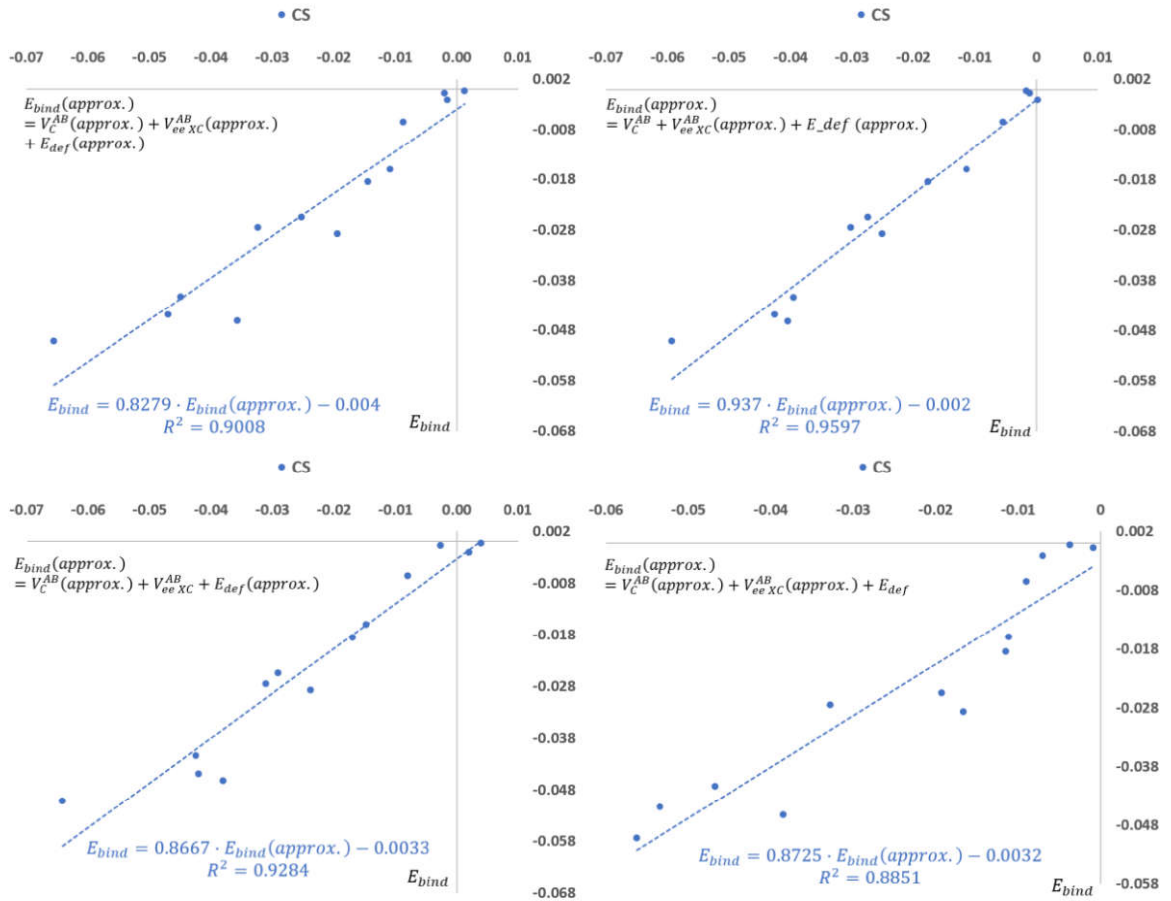 CS
-0.07 -0.06 -0.05 -0.04 -0.03 -0.02 -0.01 0.00 0.01
0.002
E_bind(approx.)
= V_C^AB(approx.) + V_ee XC^AB(approx.)
+ E_def(approx.)
-0.008
-0.018
-0.028
-0.038
-0.048
-0.058
E_bind = 0.8279 · E_bind(approx.) − 0.004
R² = 0.9008
E_bind
-0.068
CS
-0.07 -0.06 -0.05 -0.04 -0.03 -0.02 -0.01 0 0.01
0.002
E_bind(approx.)
= V_C^AB + V_ee XC^AB(approx.) + E_def (approx.)
-0.008
-0.018
-0.028
-0.038
-0.048
-0.058
E_bind = 0.937 · E_bind(approx.) − 0.002
R² = 0.9597
E_bind
-0.068
CS
-0.07 -0.06 -0.05 -0.04 -0.03 -0.02 -0.01 0.00 0.01
0.002
E_bind(approx.)
= V_C^AB(approx.) + V_ee XC^AB + E_def(approx.)
-0.008
-0.018
-0.028
-0.038
-0.048
-0.058
E_bind = 0.8667 · E_bind(approx.) − 0.0033
R² = 0.9284
E_bind
-0.068
CS
-0.06 -0.05 -0.04 -0.03 -0.02 -0.01 0
0.002
E_bind(approx.)
= V_C^AB(approx.) + V_ee XC^AB(approx.) + E_def
-0.008
-0.018
-0.028
-0.038
-0.048
E_bind = 0.8725 · E_bind(approx.) − 0.0032
R² = 0.8851
E_bind
-0.058